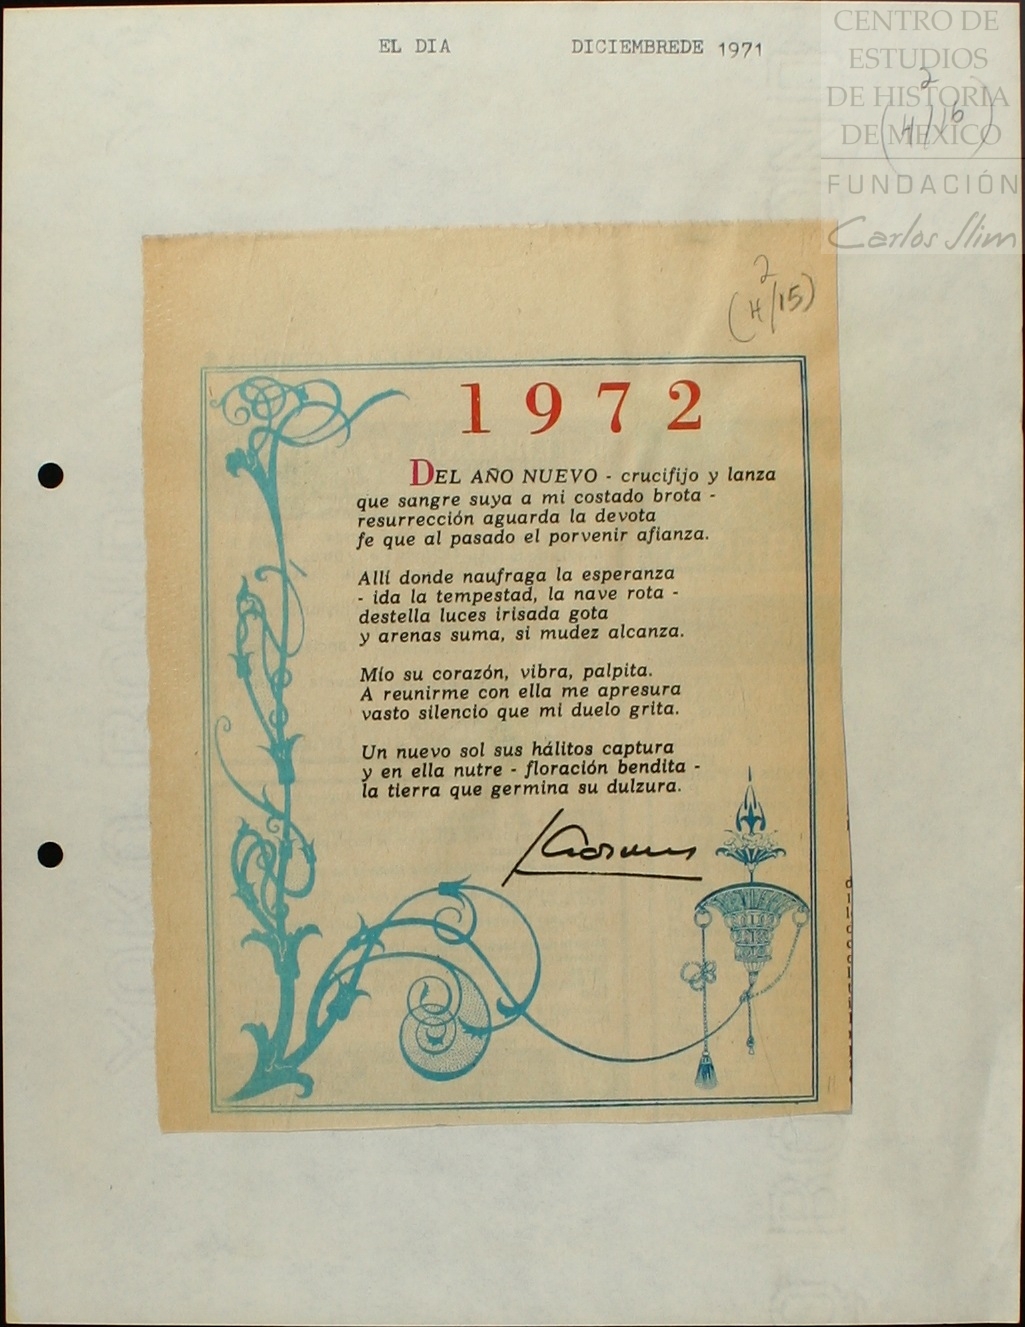 EL DIA DICIEMBREDE 1971
CENTRO DE
ESTUDIOS
DE HISTORIA
DE MÉXICO
FUNDACIÓN
Carlos Slim
2
(H/16)
2
(H/15)
1972
DEL AÑO NUEVO - crucifijo y lanza
que sangre suya a mi costado brota -
resurrección aguarda la devota
fe que al pasado el porvenir afianza.
Allí donde naufraga la esperanza
- ida la tempestad, la nave rota -
destella luces irisada gota
y arenas suma, si mudez alcanza.
Mío su corazón, vibra, palpita.
A reunirme con ella me apresura
vasto silencio que mi duelo grita.
Un nuevo sol sus hálitos captura
y en ella nutre - floración bendita -
la tierra que germina su dulzura.